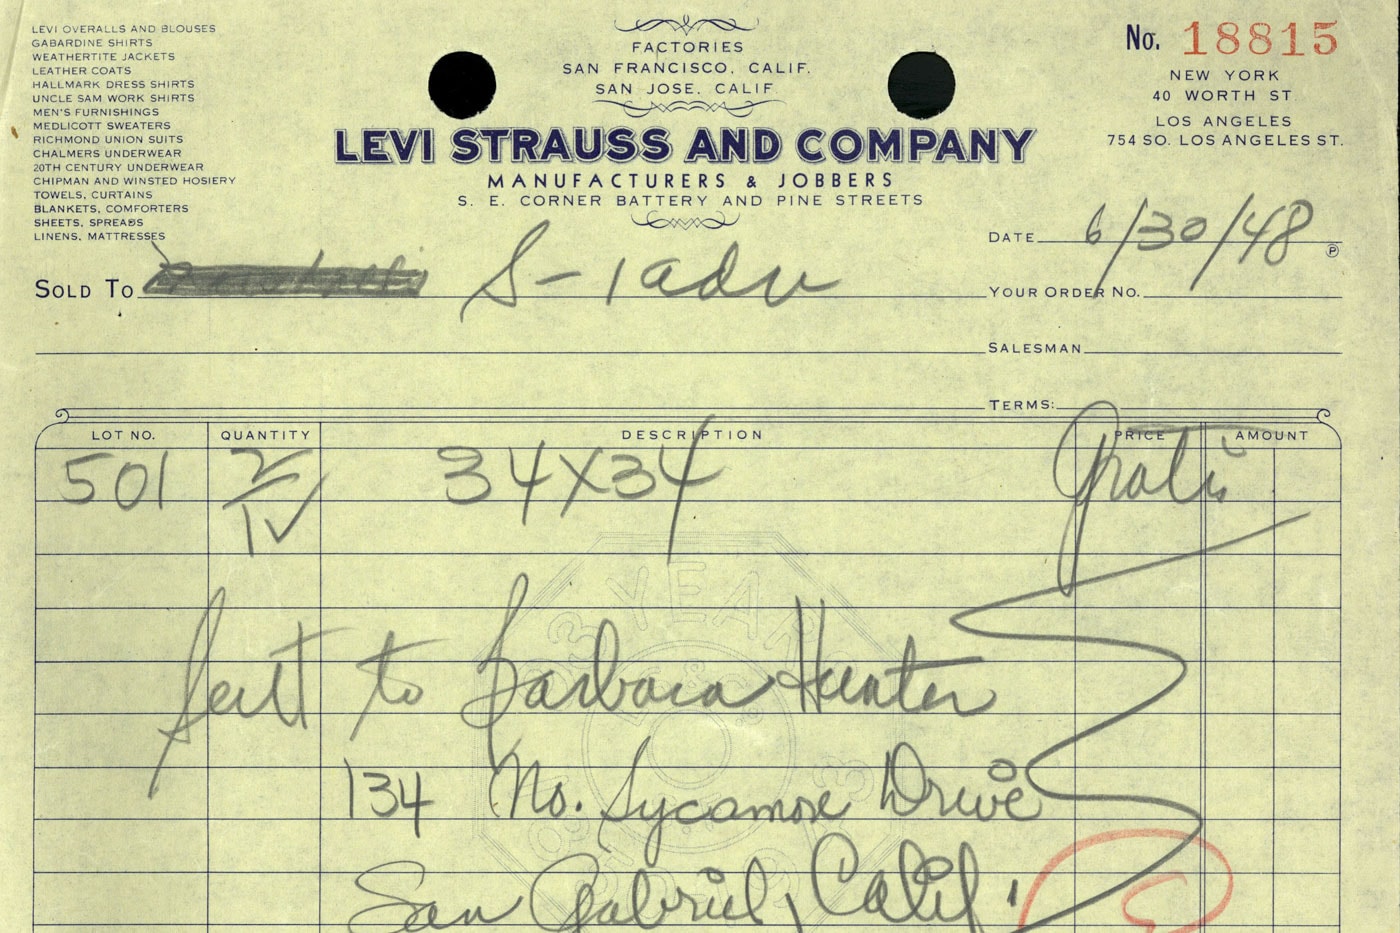 LEVI OVERALLS AND BLOUSES
GABARDINE SHIRTS
WEATHERTITE JACKETS
LEATHER COATS
HALLMARK DRESS SHIRTS
UNCLE SAM WORK SHIRTS
MEN'S FURNISHINGS
MEDLICOTT SWEATERS
RICHMOND UNION SUITS
CHALMERS UNDERWEAR
20TH CENTURY UNDERWEAR
CHIPMAN AND WINSTED HOSIERY
TOWELS, CURTAINS
BLANKETS, COMFORTERS
SHEETS, SPREADS
LINENS, MATTRESSES
FACTORIES
SAN FRANCISCO, CALIF.
SAN JOSE, CALIF
LEVI STRAUSS AND COMPANY
MANUFACTURERS & JOBBERS
S. E. CORNER BATTERY AND PINE STREETS
No. 18815
NEW YORK
40 WORTH ST
LOS ANGELES
754 SO. LOS ANGELES ST.
DATE 6/30/48
SOLD TO S-1 adv
YOUR ORDER NO.
SALESMAN
TERMS:
LOT NO. QUANTITY DESCRIPTION PRICE AMOUNT
501 2/ 34X34 Gratis
Sent to Barbara Hunter
134 No. Sycamore Drive
San Gabriel, Calif.